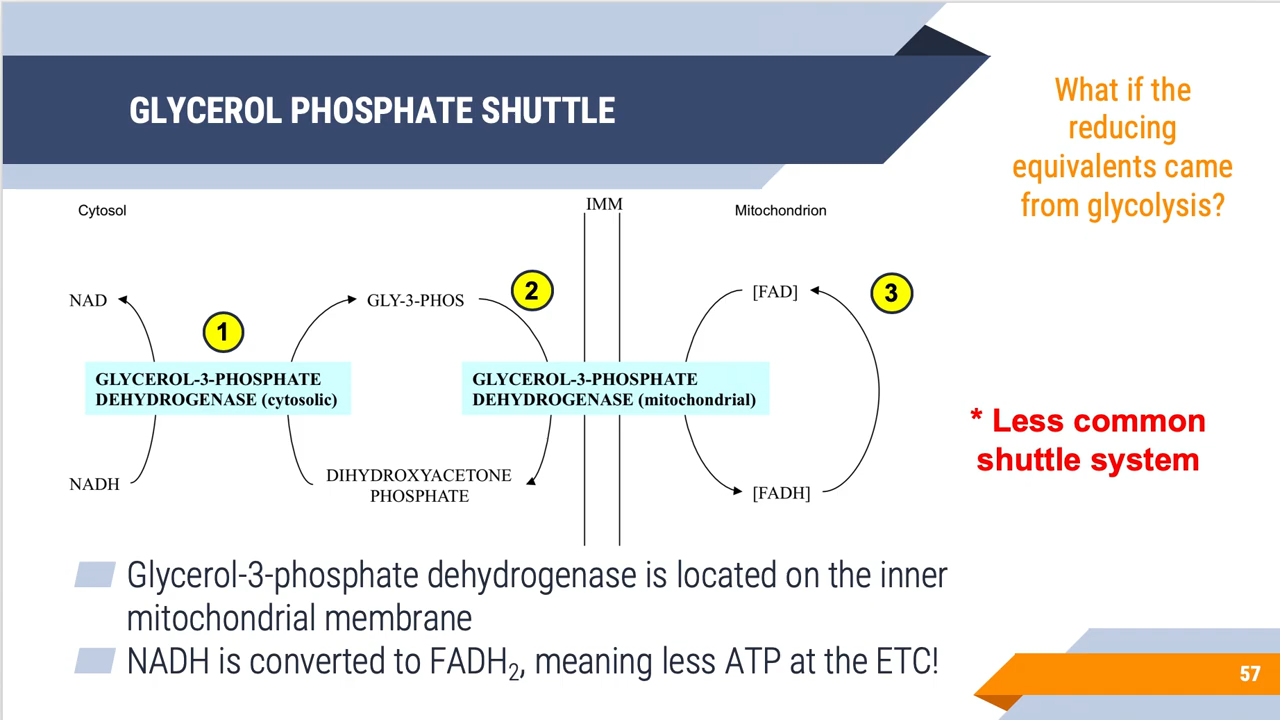 GLYCEROL PHOSPHATE SHUTTLE
What if the
reducing
equivalents came
from glycolysis?
Cytosol
IMM
Mitochondrion
NAD
GLY-3-PHOS
2
[FAD]
3
1
GLYCEROL-3-PHOSPHATE
DEHYDROGENASE (cytosolic)
GLYCEROL-3-PHOSPHATE
DEHYDROGENASE (mitochondrial)
NADH
DIHYDROXYACETONE
PHOSPHATE
[FADH]
* Less common
shuttle system
Glycerol-3-phosphate dehydrogenase is located on the inner
mitochondrial membrane
NADH is converted to FADH₂, meaning less ATP at the ETC!
57